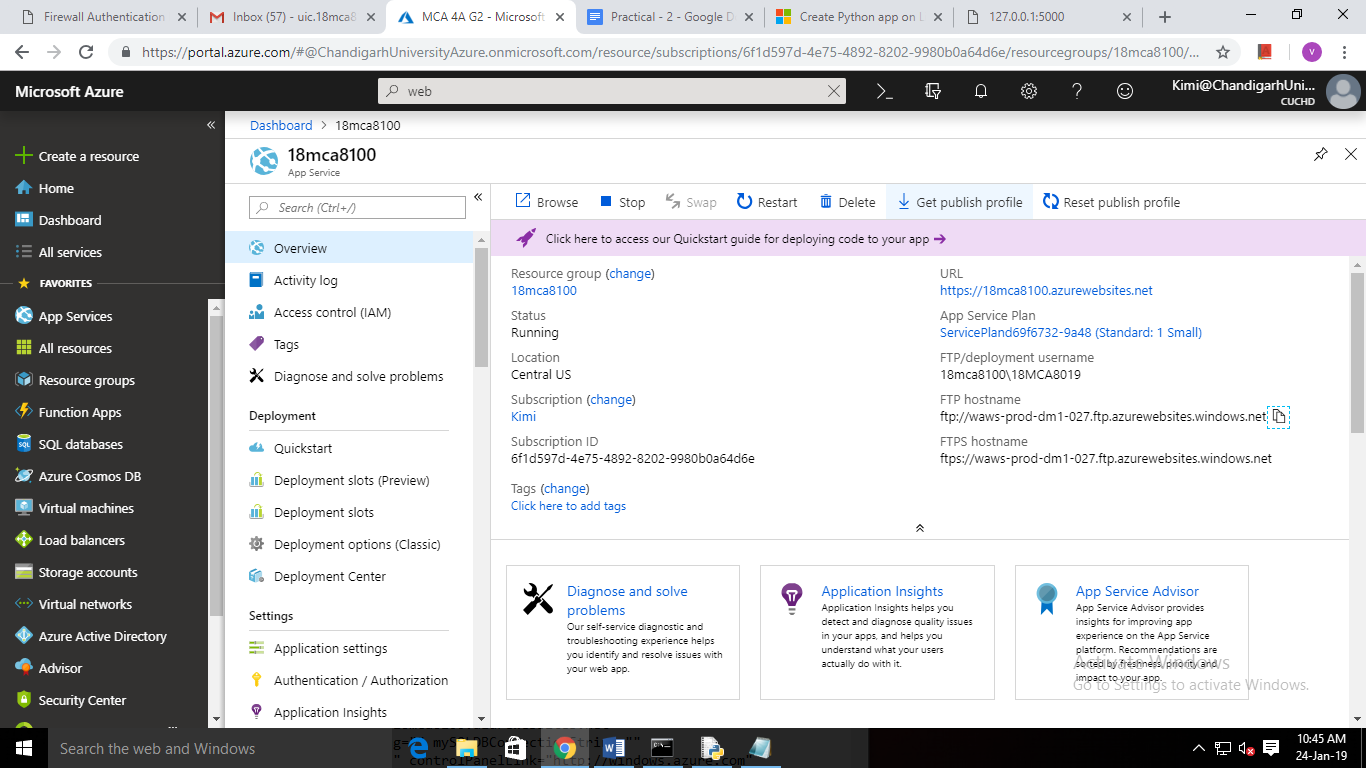 Firewall Authentication
Inbox (57) - uic.18mca8
MCA 4A G2 - Microsoft
Practical - 2 - Google D
Create Python app on L
127.0.0.1:5000
https://portal.azure.com/#@ChandigarhUniversityAzure.onmicrosoft.com/resource/subscriptions/6f1d597d-4e75-4892-8202-9980b0a64d6e/resourcegroups/18mca8100/...
V
Microsoft Azure
web
Kimi@ChandigarhUni...
CUCHD
Create a resource
Home
Dashboard
All services
FAVORITES
App Services
All resources
Resource groups
Function Apps
SQL databases
Azure Cosmos DB
Virtual machines
Load balancers
Storage accounts
Virtual networks
Azure Active Directory
Advisor
Security Center
Dashboard > 18mca8100
18mca8100
App Service
Search (Ctrl+/)
Overview
Activity log
Access control (IAM)
Tags
Diagnose and solve problems
Deployment
Quickstart
Deployment slots (Preview)
Deployment slots
Deployment options (Classic)
Deployment Center
Settings
Application settings
Authentication / Authorization
Application Insights
Browse Stop Swap Restart Delete Get publish profile Reset publish profile
Click here to access our Quickstart guide for deploying code to your app →
Resource group (change)
18mca8100
Status
Running
Location
Central US
Subscription (change)
Kimi
Subscription ID
6f1d597d-4e75-4892-8202-9980b0a64d6e
Tags (change)
Click here to add tags
URL
https://18mca8100.azurewebsites.net
App Service Plan
ServicePland69f6732-9a48 (Standard: 1 Small)
FTP/deployment username
18mca8100\18MCA8019
FTP hostname
ftp://waws-prod-dm1-027.ftp.azurewebsites.windows.net
FTPS hostname
ftps://waws-prod-dm1-027.ftp.azurewebsites.windows.net
Diagnose and solve
problems
Our self-service diagnostic and
troubleshooting experience helps
you identify and resolve issues with
your web app.
Application Insights
Application Insights helps you
detect and diagnose quality issues
in your apps, and helps you
understand what your users
actually do with it.
App Service Advisor
App Service Advisor provides
insights for improving app
experience on the App Service
platform. Recommendations are
sorted by freshness, priority and
impact to your app.
Activate Windows
Go to Settings to activate Windows.
Search the web and Windows
" controlPanelLink="http://windows.azure.com"
10:45 AM
24-Jan-19